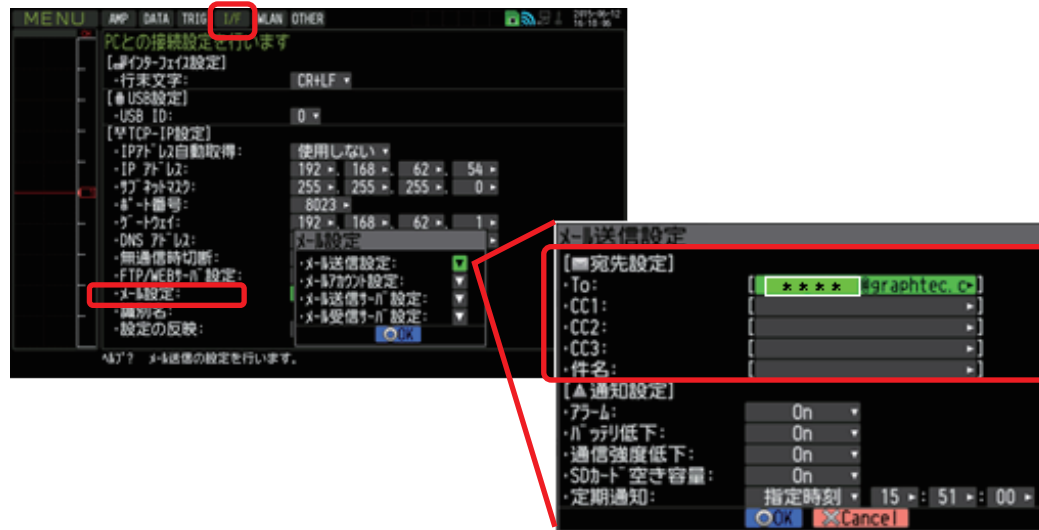 MENU AMP DATA TRIG I/F WLAN OTHER 2015-06-12
16:10:06
PCとの接続設定を行います
[インターフェイス設定]
・行末文字: CR+LF
[USB設定]
・USB ID: 0
[TCP-IP設定]
・IPアドレス自動取得: 使用しない
・IP アドレス: 192. 168. 62. 54
・サブネットマスク: 255. 255. 255. 0
・ポート番号: 8023
・ゲートウェイ: 192. 168. 62. 1
・DNS アドレス:
・無通信時切断:
・FTP/WEBサーバ設定:
・メール設定:
・識別名:
・設定の反映:
メール設定
・メール送信設定:
・メールアカウント設定:
・メール送信サーバ設定:
・メール受信サーバ設定:
OK
ヘルプ? メール送信の設定を行います。
メール送信設定
[宛先設定]
・To: [ **** @graphtec.c]
・CC1: [ ]
・CC2: [ ]
・CC3: [ ]
・件名: [ ]
[通知設定]
・アラーム: On
・バッテリ低下: On
・通信強度低下: On
・SDカード空き容量: On
・定期通知: 指定時刻 15 : 51 : 00
OK Cancel